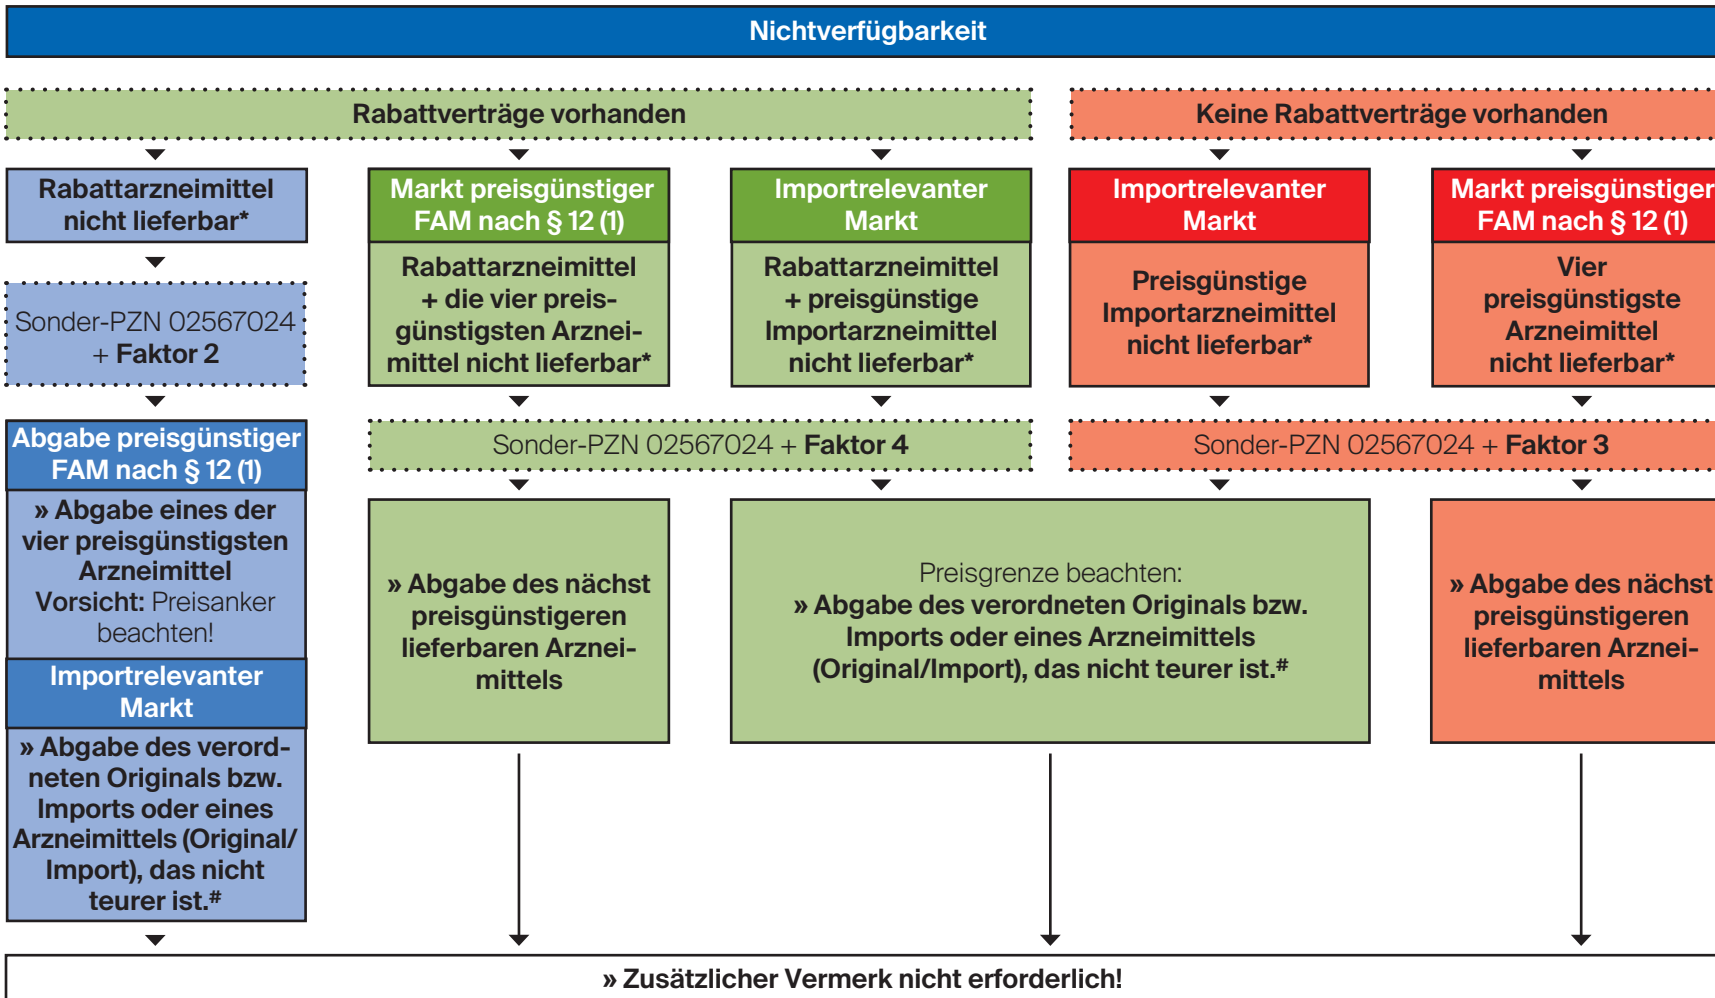 Nichtverfügbarkeit
Rabattverträge vorhanden
Keine Rabattverträge vorhanden
Rabattarzneimittel
nicht lieferbar*
Sonder-PZN 02567024
+ Faktor 2
Abgabe preisgünstiger
FAM nach § 12 (1)
» Abgabe eines der
vier preisgünstigsten
Arzneimittel
Vorsicht: Preisanker
beachten!
Importrelevanter
Markt
» Abgabe des verord-
neten Originals bzw.
Imports oder eines
Arzneimittels (Original/
Import), das nicht
teurer ist.#
Markt preisgünstiger
FAM nach § 12 (1)
Rabattarzneimittel
+ die vier preis-
günstigsten Arznei-
mittel nicht lieferbar*
Importrelevanter
Markt
Rabattarzneimittel
+ preisgünstige
Importarzneimittel
nicht lieferbar*
Sonder-PZN 02567024 + Faktor 4
» Abgabe des nächst
preisgünstigeren
lieferbaren Arznei-
mittels
Importrelevanter
Markt
Preisgünstige
Importarzneimittel
nicht lieferbar*
Markt preisgünstiger
FAM nach § 12 (1)
Vier
preisgünstigste
Arzneimittel
nicht lieferbar*
Sonder-PZN 02567024 + Faktor 3
Preisgrenze beachten:
» Abgabe des verordneten Originals bzw.
Imports oder eines Arzneimittels
(Original/Import), das nicht teurer ist.#
» Abgabe des nächst
preisgünstigeren
lieferbaren Arznei-
mittels
» Zusätzlicher Vermerk nicht erforderlich!